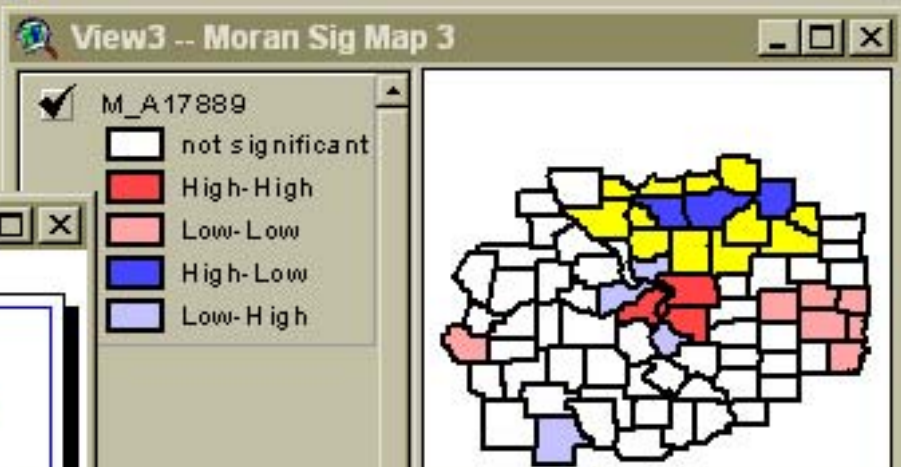 View3 -- Moran Sig Map 3
M_A17889
not significant
High-High
Low-Low
High-Low
Low-High